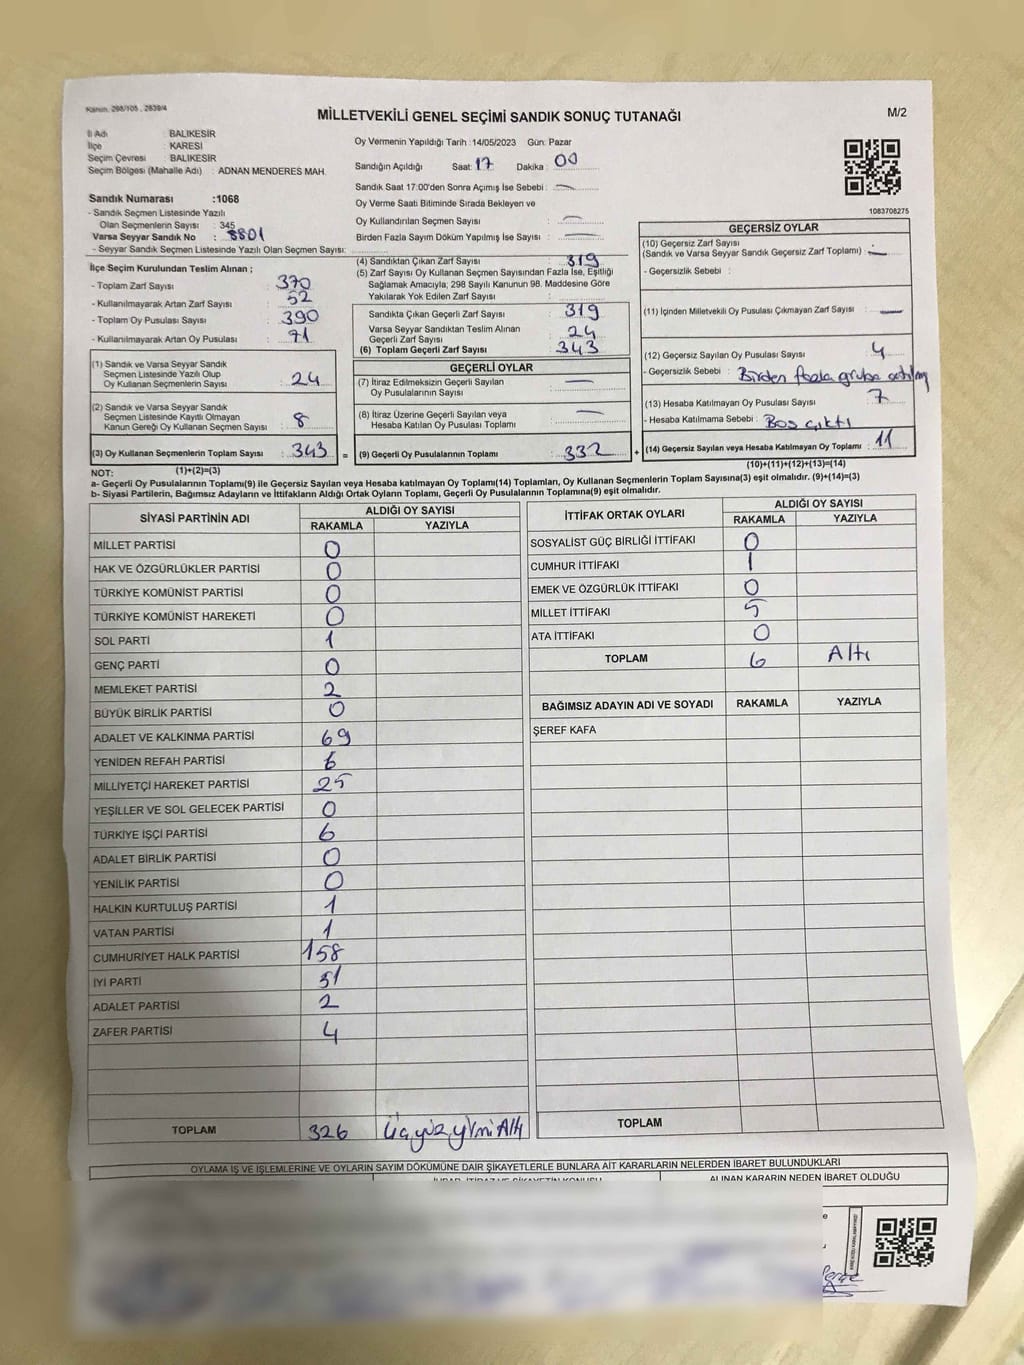 Kanun. 298/105 , 2839/4
MİLLETVEKİLİ GENEL SEÇİMİ SANDIK SONUÇ TUTANAĞI
M/2
İl Adı : BALIKESİR
İlçe : KARESİ
Seçim Çevresi : BALIKESİR
Seçim Bölgesi (Mahalle Adı) : ADNAN MENDERES MAH.
Oy Vermenin Yapıldığı Tarih : 14/05/2023 Gün: Pazar
Sandığın Açıldığı Saat: 17 Dakika : 00
Sandık Saat 17:00'den Sonra Açımış İse Sebebi : —
Oy Verme Saati Bitiminde Sırada Bekleyen ve
Oy Kullandırılan Seçmen Sayısı : —
Birden Fazla Sayım Döküm Yapılmış İse Sayısı : —
Sandık Numarası :1068
- Sandık Seçmen Listesinde Yazılı
Olan Seçmenlerin Sayısı : 345
Varsa Seyyar Sandık No : 8801
- Seyyar Sandık Seçmen Listesinde Yazılı Olan Seçmen Sayısı:
İlçe Seçim Kurulundan Teslim Alınan ;
- Toplam Zarf Sayısı : 370
- Kullanılmayarak Artan Zarf Sayısı : 52
- Toplam Oy Pusulası Sayısı : 390
- Kullanılmayarak Artan Oy Pusulası : 71
(1) Sandık ve Varsa Seyyar Sandık
Seçmen Listesinde Yazılı Olup
Oy Kullanan Seçmenlerin Sayısı : 24
(2) Sandık ve Varsa Seyyar Sandık
Seçmen Listesinde Kayıtlı Olmayan
Kanun Gereği Oy Kullanan Seçmen Sayısı : 8
(3) Oy Kullanan Seçmenlerin Toplam Sayısı : 343 =
(4) Sandıktan Çıkan Zarf Sayısı : 319
(5) Zarf Sayısı Oy Kullanan Seçmen Sayısından Fazla İse, Eşitliği
Sağlamak Amacıyla, 298 Sayılı Kanunun 98. Maddesine Göre
Yakılarak Yok Edilen Zarf Sayısı :
Sandıkta Çıkan Geçerli Zarf Sayısı : 319
Varsa Seyyar Sandıktan Teslim Alınan
Geçerli Zarf Sayısı : 24
(6) Toplam Geçerli Zarf Sayısı : 343
GEÇERLİ OYLAR
(7) İtiraz Edilmeksizin Geçerli Sayılan
Oy Pusulalarının Sayısı : —
(8) İtiraz Üzerine Geçerli Sayılan veya
Hesaba Katılan Oy Pusulası Toplamı : —
(9) Geçerli Oy Pusulalarının Toplamı : 332 +
1083708275
GEÇERSİZ OYLAR
(10) Geçersiz Zarf Sayısı :
(Sandık ve Varsa Seyyar Sandık Geçersiz Zarf Toplamı) : —
- Geçersizlik Sebebi :
(11) İçinden Milletvekili Oy Pusulası Çıkmayan Zarf Sayısı : —
(12) Geçersiz Sayılan Oy Pusulası Sayısı : 4
- Geçersizlik Sebebi : Birden fazla gruba atılmış
(13) Hesaba Katılmayan Oy Pusulası Sayısı : 7
- Hesaba Katılmama Sebebi : Boş çıktı
(14) Geçersiz Sayılan veya Hesaba Katılmayan Oy Toplamı : 11
NOT: (1)+(2)=(3)
(10)+(11)+(12)+(13)=(14)
a- Geçerli Oy Pusulalarının Toplamı(9) ile Geçersiz Sayılan veya Hesaba katılmayan Oy Toplamı(14) Toplamları, Oy Kullanan Seçmenlerin Toplam Sayısına(3) eşit olmalıdır. (9)+(14)=(3)
b- Siyasi Partilerin, Bağımsız Adayların ve İttifakların Aldığı Ortak Oyların Toplamı, Geçerli Oy Pusulalarının Toplamına(9) eşit olmalıdır.
SİYASİ PARTİNİN ADI ALDIĞI OY SAYISI
RAKAMLA YAZIYLA
MİLLET PARTİSİ 0
HAK VE ÖZGÜRLÜKLER PARTİSİ 0
TÜRKİYE KOMÜNİST PARTİSİ 0
TÜRKİYE KOMÜNİST HAREKETİ 0
SOL PARTİ 1
GENÇ PARTİ 0
MEMLEKET PARTİSİ 2
BÜYÜK BİRLİK PARTİSİ 0
ADALET VE KALKINMA PARTİSİ 69
YENİDEN REFAH PARTİSİ 6
MİLLİYETÇİ HAREKET PARTİSİ 25
YEŞİLLER VE SOL GELECEK PARTİSİ 0
TÜRKİYE İŞÇİ PARTİSİ 6
ADALET BİRLİK PARTİSİ 0
YENİLİK PARTİSİ 0
HALKIN KURTULUŞ PARTİSİ 1
VATAN PARTİSİ 1
CUMHURİYET HALK PARTİSİ 158
İYİ PARTİ 51
ADALET PARTİSİ 2
ZAFER PARTİSİ 4
TOPLAM 326 Üçyüzyirmi Altı
İTTİFAK ORTAK OYLARI ALDIĞI OY SAYISI
RAKAMLA YAZIYLA
SOSYALİST GÜÇ BİRLİĞİ İTTİFAKI 0
CUMHUR İTTİFAKI 1
EMEK VE ÖZGÜRLÜK İTTİFAKI 0
MİLLET İTTİFAKI 5
ATA İTTİFAKI 0
TOPLAM 6 Altı
BAĞIMSIZ ADAYIN ADI VE SOYADI RAKAMLA YAZIYLA
ŞEREF KAFA
TOPLAM
OYLAMA İŞ VE İŞLEMLERİNE VE OYLARIN SAYIM DÖKÜMÜNE DAİR ŞİKAYETLERLE BUNLARA AİT KARARLARIN NELERDEN İBARET BULUNDUKLARI
ALINAN KARARIN NEDEN İBARET OLDUĞU